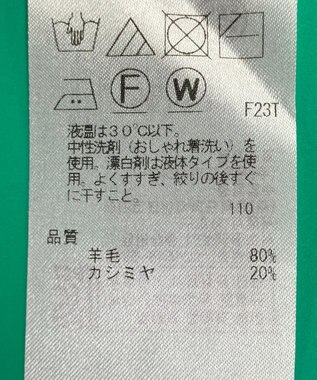 F
W
F23T
液温は30℃以下。
中性洗剤（おしゃれ着洗い）を
使用。漂白剤は液体タイプを使
用。よくすすぎ、絞りの後すぐ
に干すこと。
110
品質
羊毛 80%
カシミヤ 20%